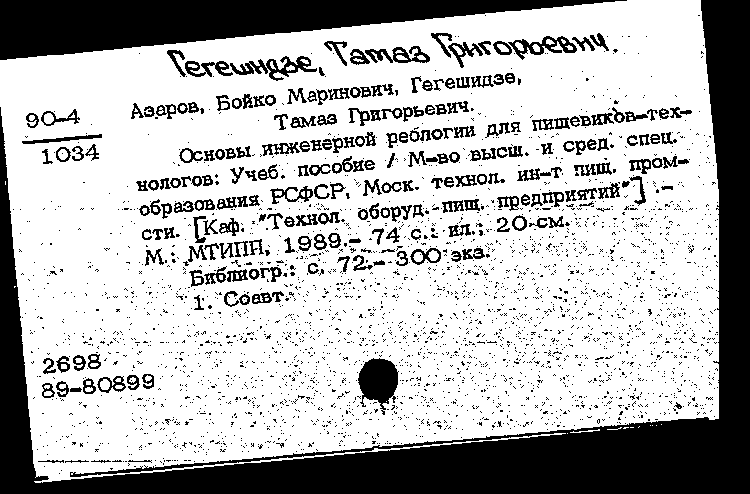 Гегешидзе, Тамаз Григорьевич.
90-4
1034
Азаров, Бойко Маринович, Гегешидзе,
Тамаз Григорьевич.
Основы инженерной реологии для пищевиков-тех-
нологов: Учеб. пособие / М-во высш. и сред. спец.
образования РСФСР, Моск. технол. ин-т пищ. пром-
сти. [Каф. "Технол. оборуд. пищ. предприятий"] .-
М.: МТИПП, 1989.- 74 с.: ил.; 20 см.
Библиогр.: с. 72.- 300 экз.
1. Соавт.
2698
89-80899